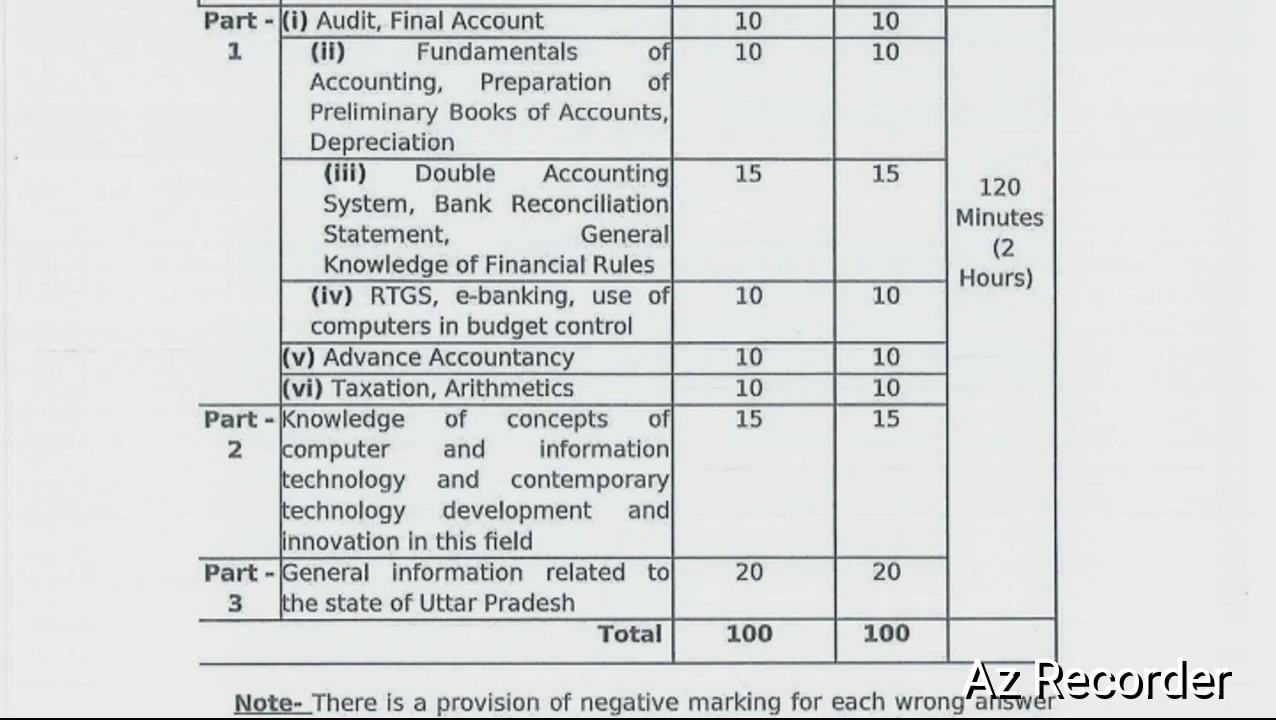 Part - (i) Audit, Final Account 10 10
1 (ii) Fundamentals of 10 10
Accounting, Preparation of
Preliminary Books of Accounts,
Depreciation
(iii) Double Accounting 15 15
System, Bank Reconciliation
Statement, General
Knowledge of Financial Rules
120
Minutes
(2
Hours)
(iv) RTGS, e-banking, use of 10 10
computers in budget control
(v) Advance Accountancy 10 10
(vi) Taxation, Arithmetics 10 10
Part - Knowledge of concepts of 15 15
2 computer and information
technology and contemporary
technology development and
innovation in this field
Part - General information related to 20 20
3 the state of Uttar Pradesh
Total 100 100
Note- There is a provision of negative marking for each wrong answer
Az Recorder